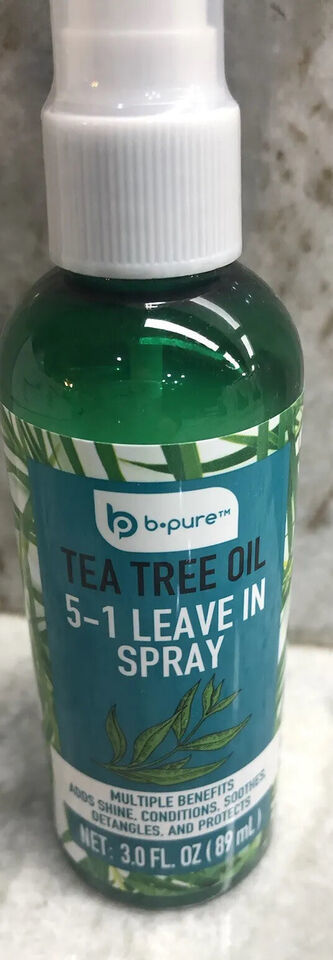 b•pure™
TEA TREE OIL
5-1 LEAVE IN
SPRAY
MULTIPLE BENEFITS
ADDS SHINE, CONDITIONS, SOOTHES,
DETANGLES, AND PROTECTS
NET: 3.0 FL. OZ (89 mL)